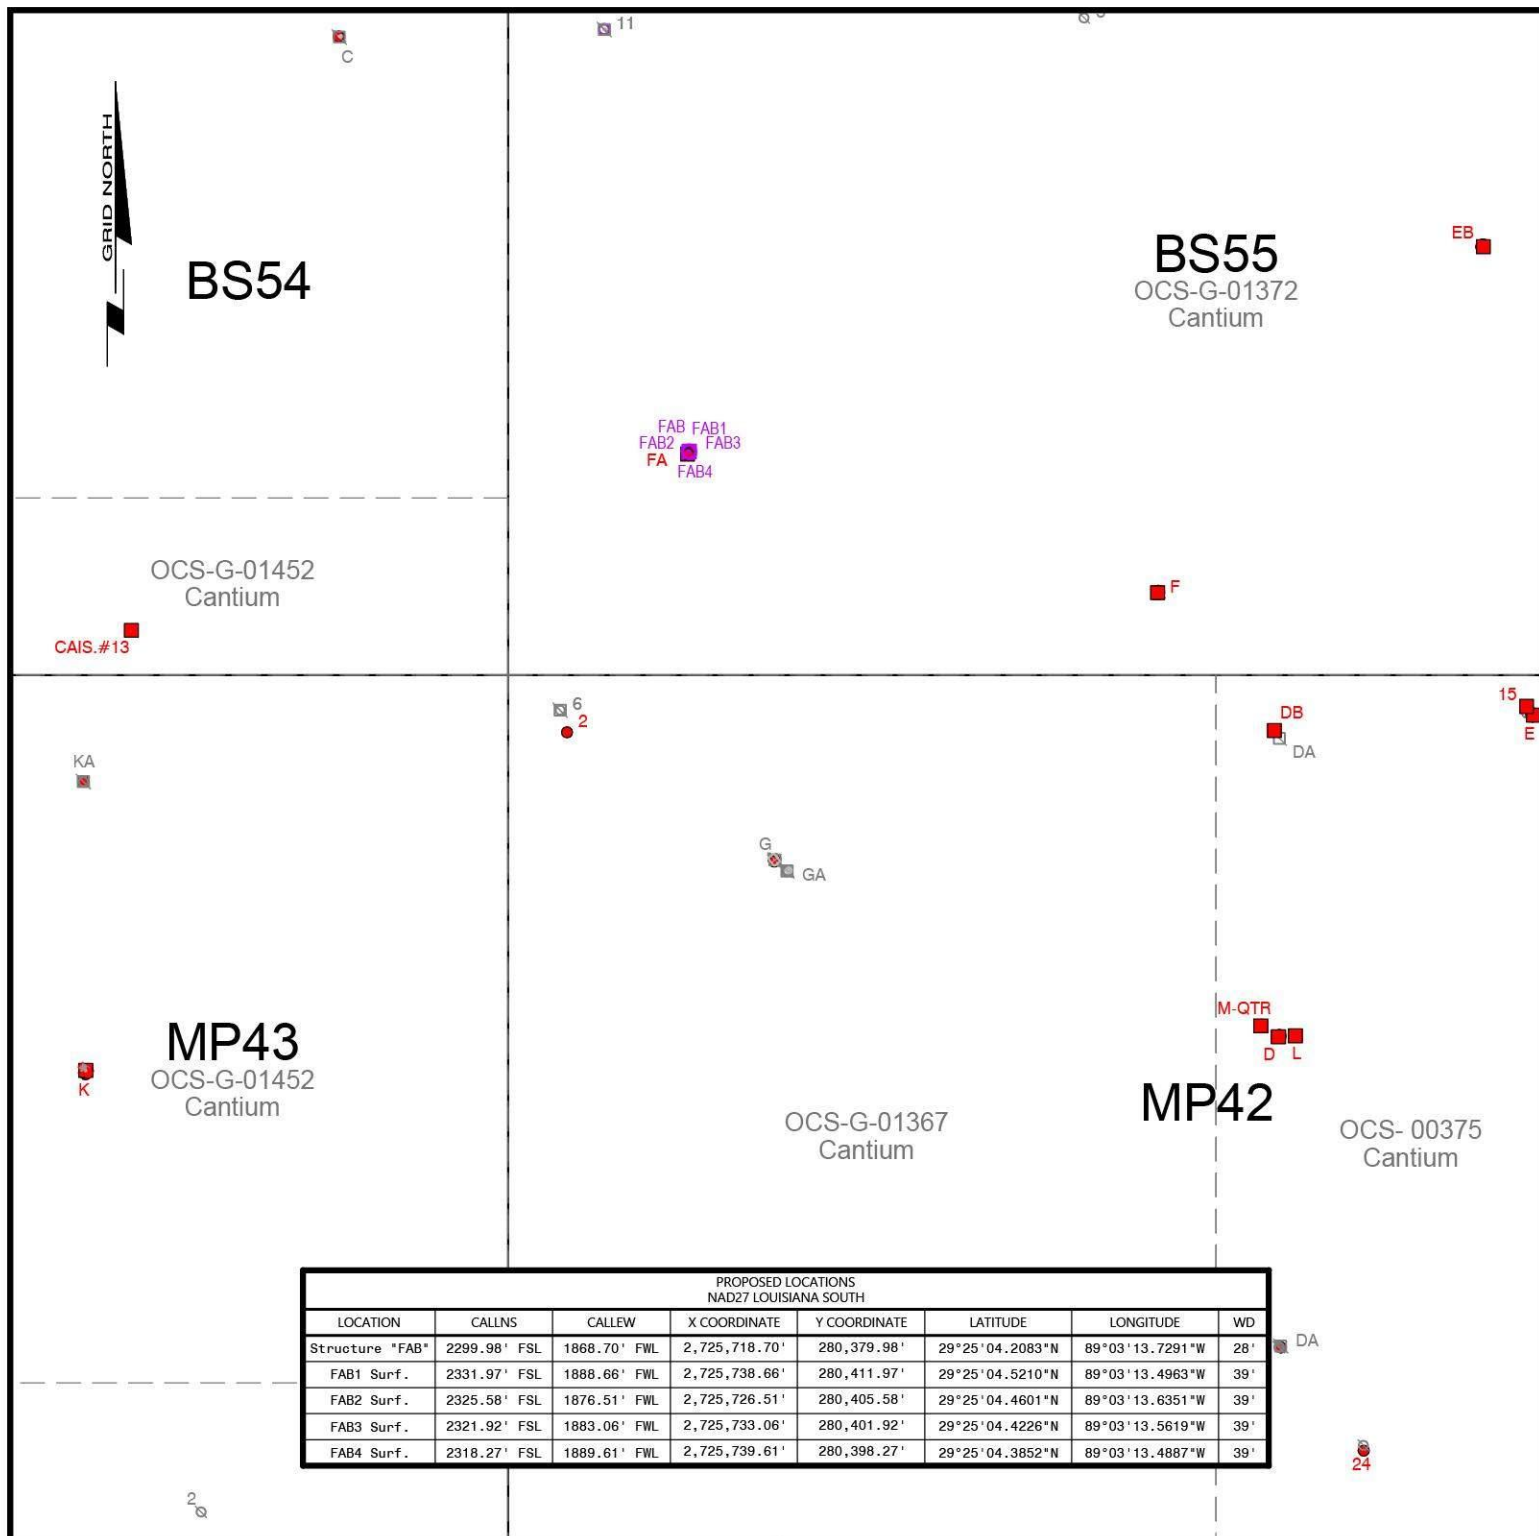 11
C
GRID NORTH
BS54
BS55
OCS-G-01372
Cantium
EB
FAB FAB1
FAB2 FAB3
FA
FAB4
OCS-G-01452
Cantium
F
CAIS.#13
6
2
DB
DA
15
E
KA
G
GA
M-QTR
D L
MP43
OCS-G-01452
Cantium
K
MP42
OCS-G-01367
Cantium
OCS- 00375
Cantium
PROPOSED LOCATIONS
NAD27 LOUISIANA SOUTH
LOCATION CALLNS CALLEW X COORDINATE Y COORDINATE LATITUDE LONGITUDE WD
Structure "FAB" 2299.98' FSL 1868.70' FWL 2,725,718.70' 280,379.98' 29°25'04.2083"N 89°03'13.7291"W 28'
FAB1 Surf. 2331.97' FSL 1888.66' FWL 2,725,738.66' 280,411.97' 29°25'04.5210"N 89°03'13.4963"W 39'
FAB2 Surf. 2325.58' FSL 1876.51' FWL 2,725,726.51' 280,405.58' 29°25'04.4601"N 89°03'13.6351"W 39'
FAB3 Surf. 2321.92' FSL 1883.06' FWL 2,725,733.06' 280,401.92' 29°25'04.4226"N 89°03'13.5619"W 39'
FAB4 Surf. 2318.27' FSL 1889.61' FWL 2,725,739.61' 280,398.27' 29°25'04.3852"N 89°03'13.4887"W 39'
DA
24
2